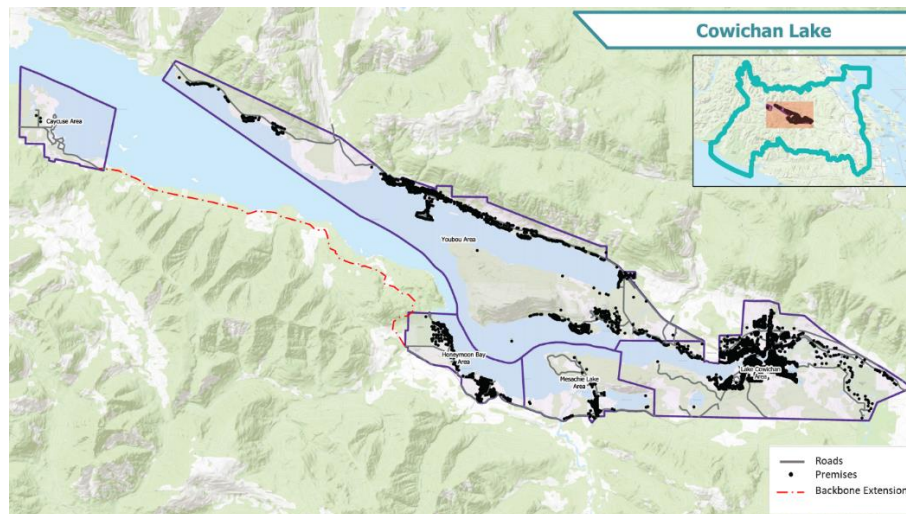 Cowichan Lake
Caycuse Area
Youbou Area
Honeymoon Bay
Area
Mesachie Lake
Area
Lake Cowichan
Area
Roads
Premises
Backbone Extension